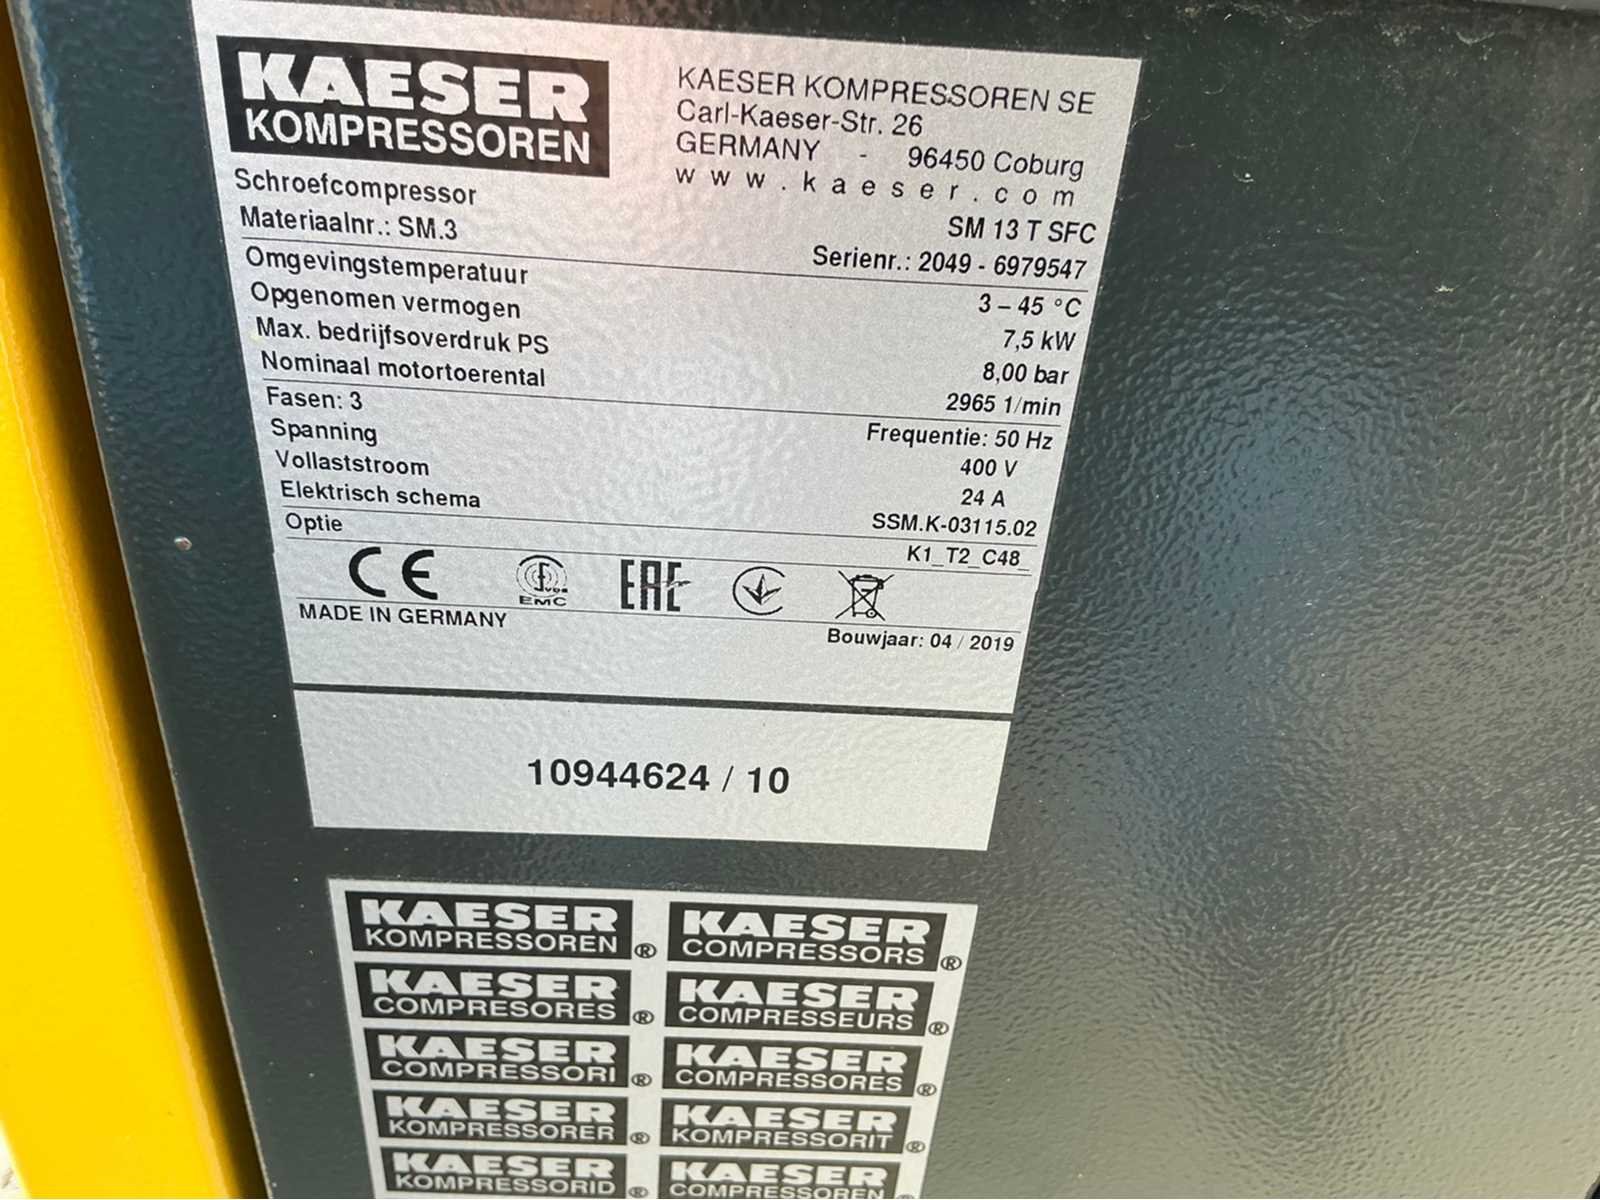 KAESER
KOMPRESSOREN
KAESER KOMPRESSOREN SE
Carl-Kaeser-Str. 26
GERMANY - 96450 Coburg
www.kaeser.com
Schroefcompressor SM 13 T SFC
Materiaalnr.: SM.3 Serienr.: 2049 - 6979547
Omgevingstemperatuur 3 – 45 °C
Opgenomen vermogen 7,5 kW
Max. bedrijfsoverdruk PS 8,00 bar
Nominaal motortoerental 2965 1/min
Fasen: 3 Frequentie: 50 Hz
Spanning 400 V
Vollaststroom 24 A
Elektrisch schema SSM.K-03115.02
Optie K1_T2_C48_
CE VDE EMC EAC
MADE IN GERMANY Bouwjaar: 04 / 2019
10944624 / 10
KAESER KOMPRESSOREN ®
KAESER COMPRESSORS ®
KAESER COMPRESORES ®
KAESER COMPRESSEURS ®
KAESER COMPRESSORI ®
KAESER COMPRESSORES ®
KAESER KOMPRESSORER ®
KAESER KOMPRESSORIT ®
KAESER KOMPRESSORID ®
KAESER COMPRESSOREN ®